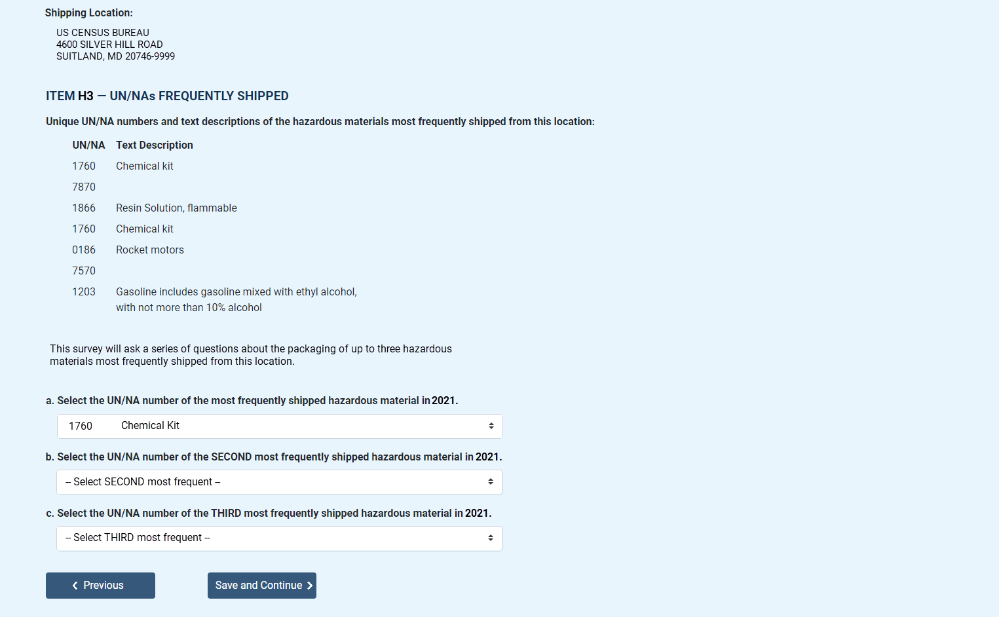 Shipping Location:
US CENSUS BUREAU
4600 SILVER HILL ROAD
SUITLAND, MD 20746-9999
ITEM H3 — UN/NAs FREQUENTLY SHIPPED
Unique UN/NA numbers and text descriptions of the hazardous materials most frequently shipped from this location:
UN/NA Text Description
1760 Chemical kit
7870
1866 Resin Solution, flammable
1760 Chemical kit
0186 Rocket motors
7570
1203 Gasoline includes gasoline mixed with ethyl alcohol,
with not more than 10% alcohol
This survey will ask a series of questions about the packaging of up to three hazardous
materials most frequently shipped from this location.
a. Select the UN/NA number of the most frequently shipped hazardous material in 2021.
1760 Chemical Kit
b. Select the UN/NA number of the SECOND most frequently shipped hazardous material in 2021.
-- Select SECOND most frequent --
c. Select the UN/NA number of the THIRD most frequently shipped hazardous material in 2021.
-- Select THIRD most frequent --
Previous
Save and Continue